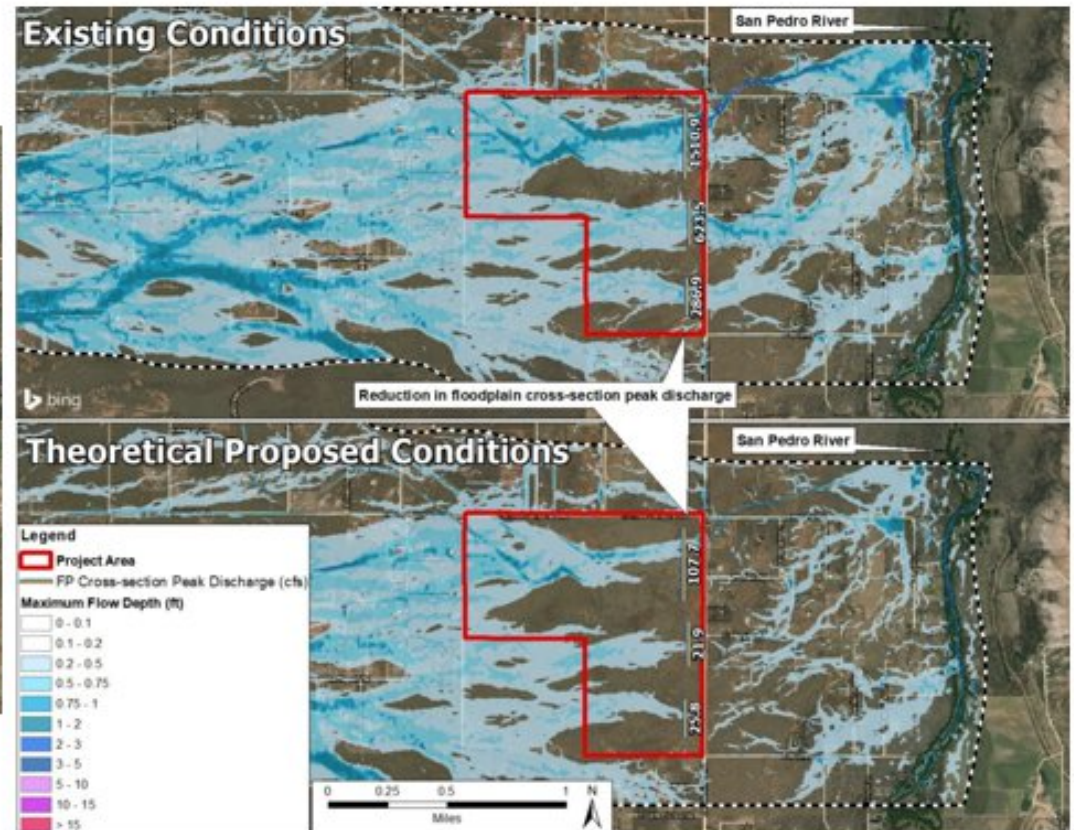 San Pedro River
Existing Conditions
1510.9
623.5
286.9
bing
Reduction in floodplain cross-section peak discharge
Theoretical Proposed Conditions
San Pedro River
Legend
Project Area
FP Cross-section Peak Discharge (cfs)
Maximum Flow Depth (ft)
0 - 0.1
0.1 - 0.2
0.2 - 0.5
0.5 - 0.75
0.75 - 1
1 - 2
2 - 3
3 - 5
5 - 10
10 - 15
> 15
107.7
21.9
25.8
0 0.25 0.5 1
Miles
N